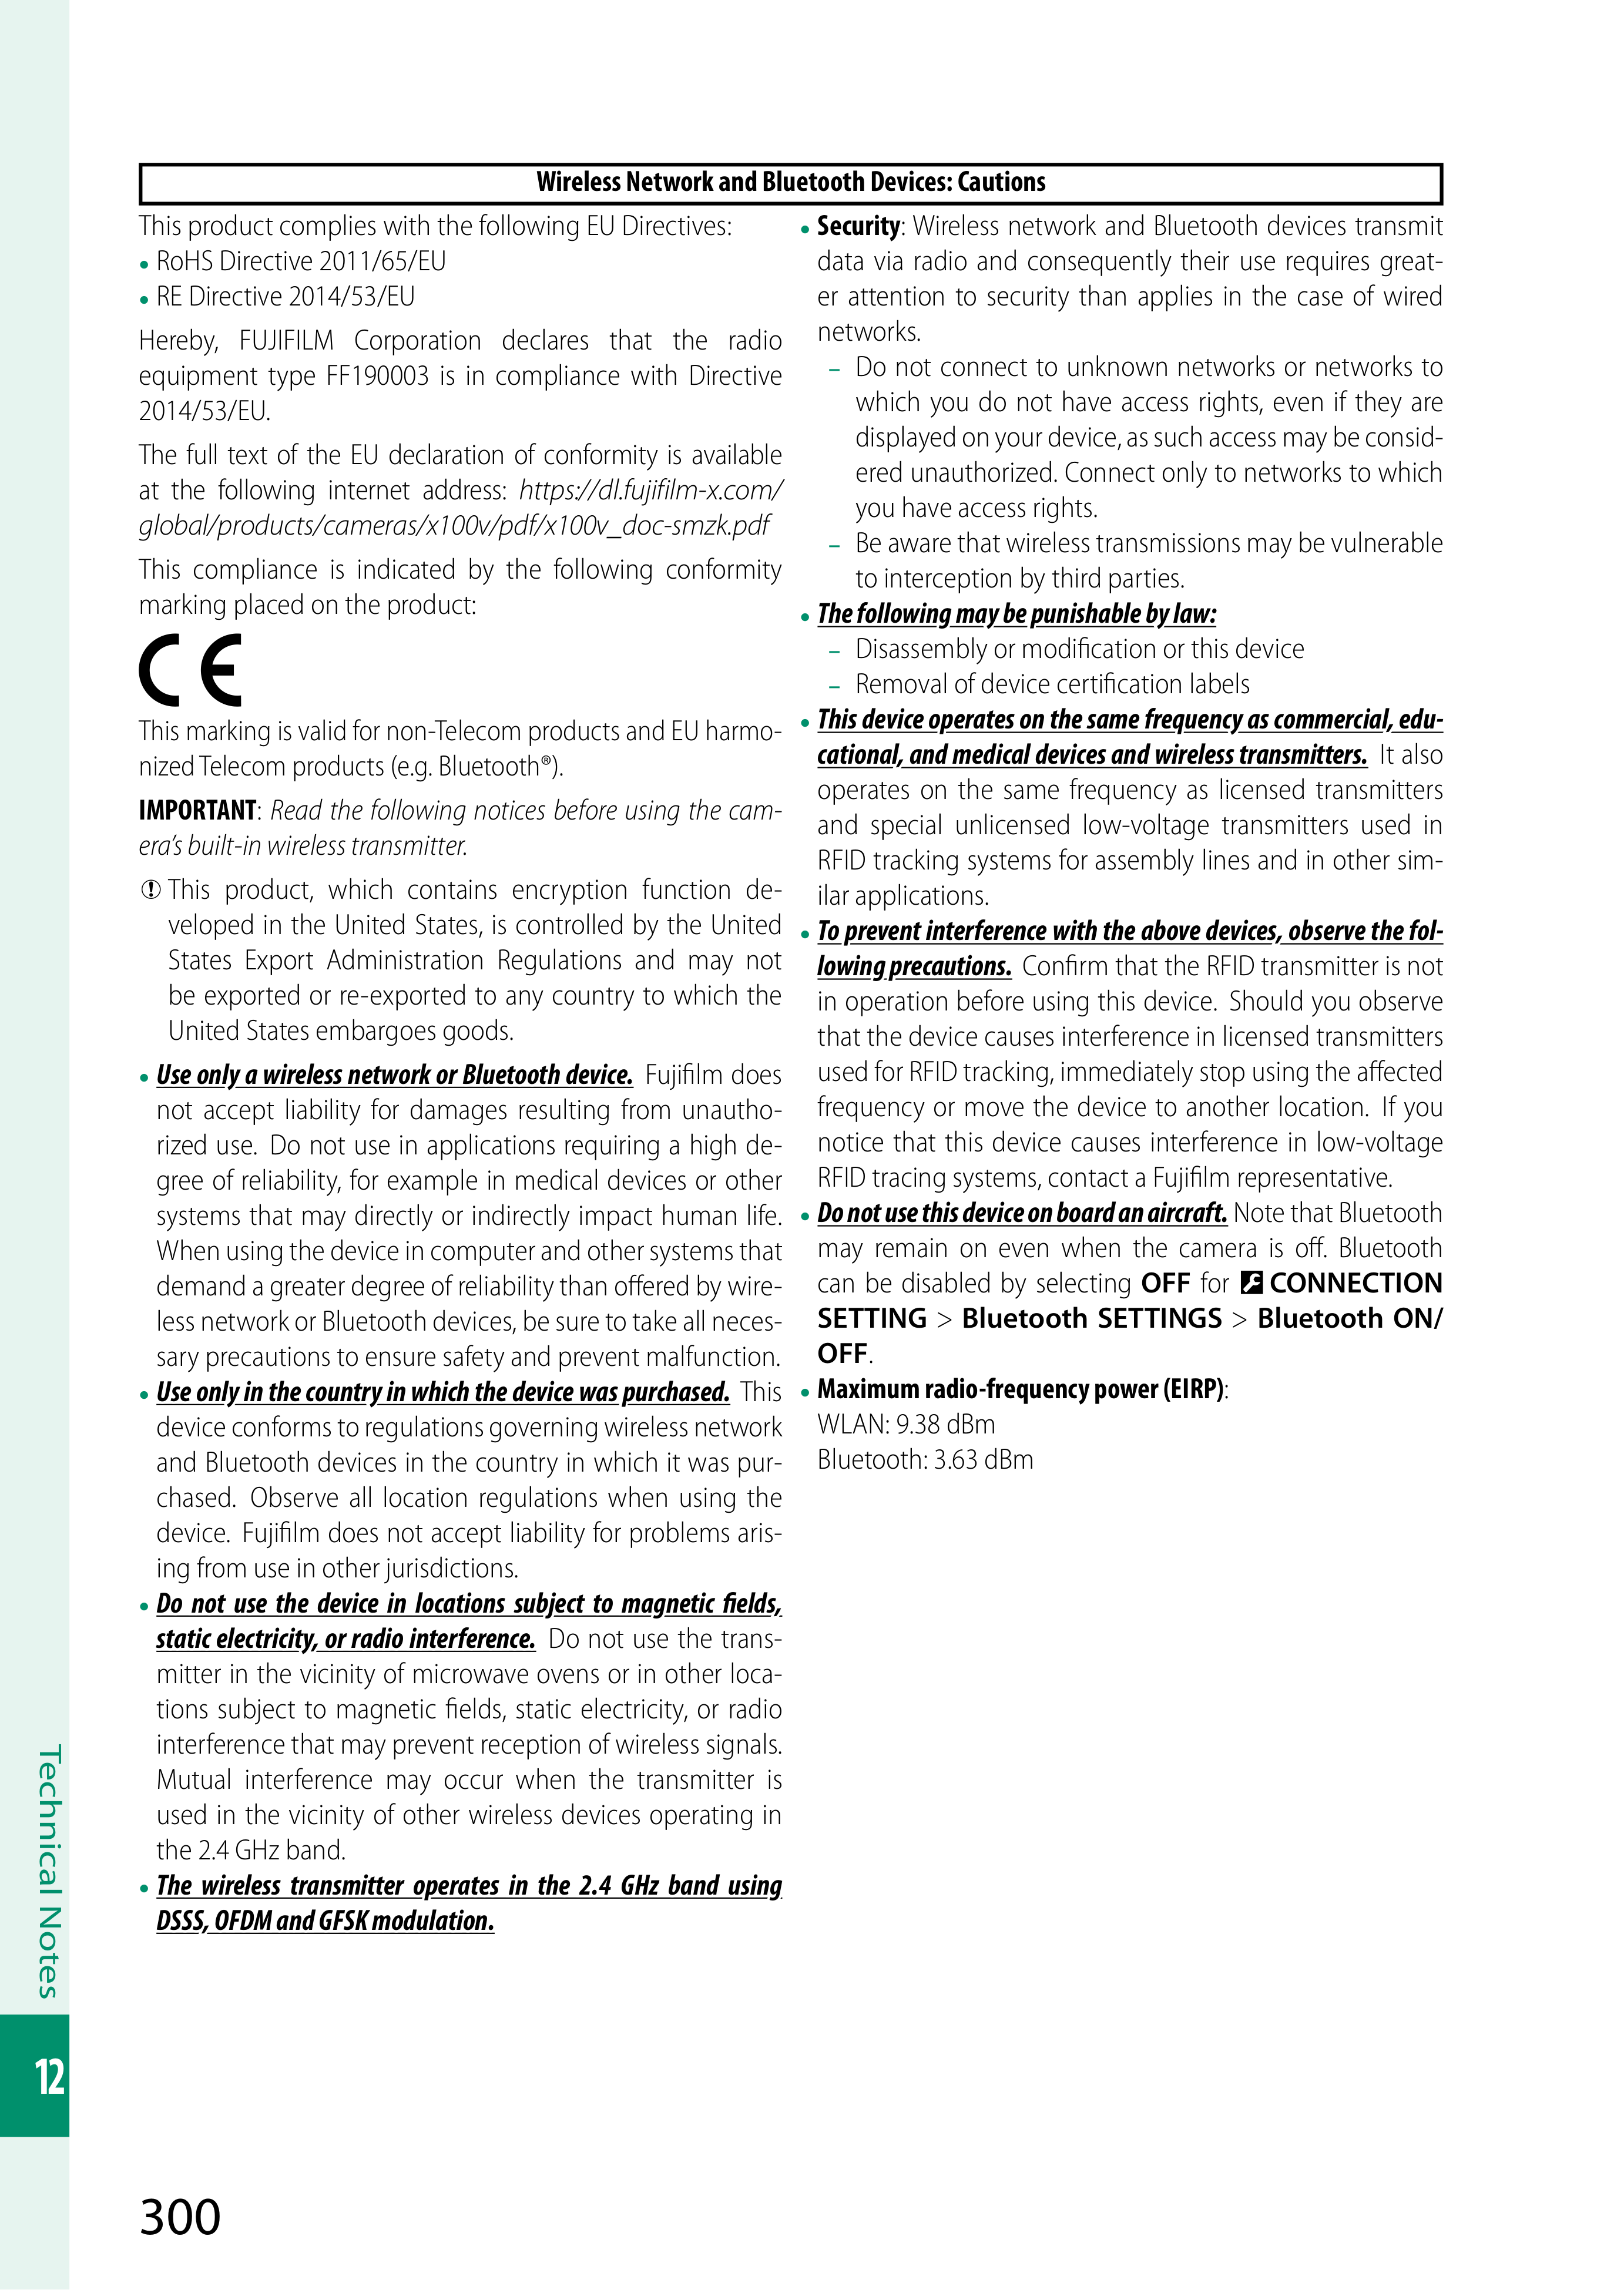 Wireless Network and Bluetooth Devices: Cautions
This product complies with the following EU Directives:
• RoHS Directive 2011/65/EU
• RE Directive 2014/53/EU
Hereby, FUJIFILM Corporation declares that the radio
equipment type FF190003 is in compliance with Directive
2014/53/EU.
The full text of the EU declaration of conformity is available
at the following internet address: https://dl.fujifilm-x.com/
global/products/cameras/x100v/pdf/x100v_doc-smzk.pdf
This compliance is indicated by the following conformity
marking placed on the product:
CE
This marking is valid for non-Telecom products and EU harmo-
nized Telecom products (e.g. Bluetooth®).
IMPORTANT: Read the following notices before using the cam-
era’s built-in wireless transmitter.
This product, which contains encryption function de-
veloped in the United States, is controlled by the United
States Export Administration Regulations and may not
be exported or re-exported to any country to which the
United States embargoes goods.
• Use only a wireless network or Bluetooth device. Fujifilm does
not accept liability for damages resulting from unautho-
rized use. Do not use in applications requiring a high de-
gree of reliability, for example in medical devices or other
systems that may directly or indirectly impact human life.
When using the device in computer and other systems that
demand a greater degree of reliability than offered by wire-
less network or Bluetooth devices, be sure to take all neces-
sary precautions to ensure safety and prevent malfunction.
• Use only in the country in which the device was purchased. This
device conforms to regulations governing wireless network
and Bluetooth devices in the country in which it was pur-
chased. Observe all location regulations when using the
device. Fujifilm does not accept liability for problems aris-
ing from use in other jurisdictions.
• Do not use the device in locations subject to magnetic fields,
static electricity, or radio interference. Do not use the trans-
mitter in the vicinity of microwave ovens or in other loca-
tions subject to magnetic fields, static electricity, or radio
interference that may prevent reception of wireless signals.
Mutual interference may occur when the transmitter is
used in the vicinity of other wireless devices operating in
the 2.4 GHz band.
• The wireless transmitter operates in the 2.4 GHz band using
DSSS, OFDM and GFSK modulation.
• Security: Wireless network and Bluetooth devices transmit
data via radio and consequently their use requires great-
er attention to security than applies in the case of wired
networks.
– Do not connect to unknown networks or networks to
which you do not have access rights, even if they are
displayed on your device, as such access may be consid-
ered unauthorized. Connect only to networks to which
you have access rights.
– Be aware that wireless transmissions may be vulnerable
to interception by third parties.
• The following may be punishable by law:
– Disassembly or modification or this device
– Removal of device certification labels
• This device operates on the same frequency as commercial, edu-
cational, and medical devices and wireless transmitters. It also
operates on the same frequency as licensed transmitters
and special unlicensed low-voltage transmitters used in
RFID tracking systems for assembly lines and in other sim-
ilar applications.
• To prevent interference with the above devices, observe the fol-
lowing precautions. Confirm that the RFID transmitter is not
in operation before using this device. Should you observe
that the device causes interference in licensed transmitters
used for RFID tracking, immediately stop using the affected
frequency or move the device to another location. If you
notice that this device causes interference in low-voltage
RFID tracing systems, contact a Fujifilm representative.
• Do not use this device on board an aircraft. Note that Bluetooth
may remain on even when the camera is off. Bluetooth
can be disabled by selecting OFF for CONNECTION
SETTING > Bluetooth SETTINGS > Bluetooth ON/
OFF.
• Maximum radio-frequency power (EIRP):
WLAN: 9.38 dBm
Bluetooth: 3.63 dBm
Technical Notes
12
300